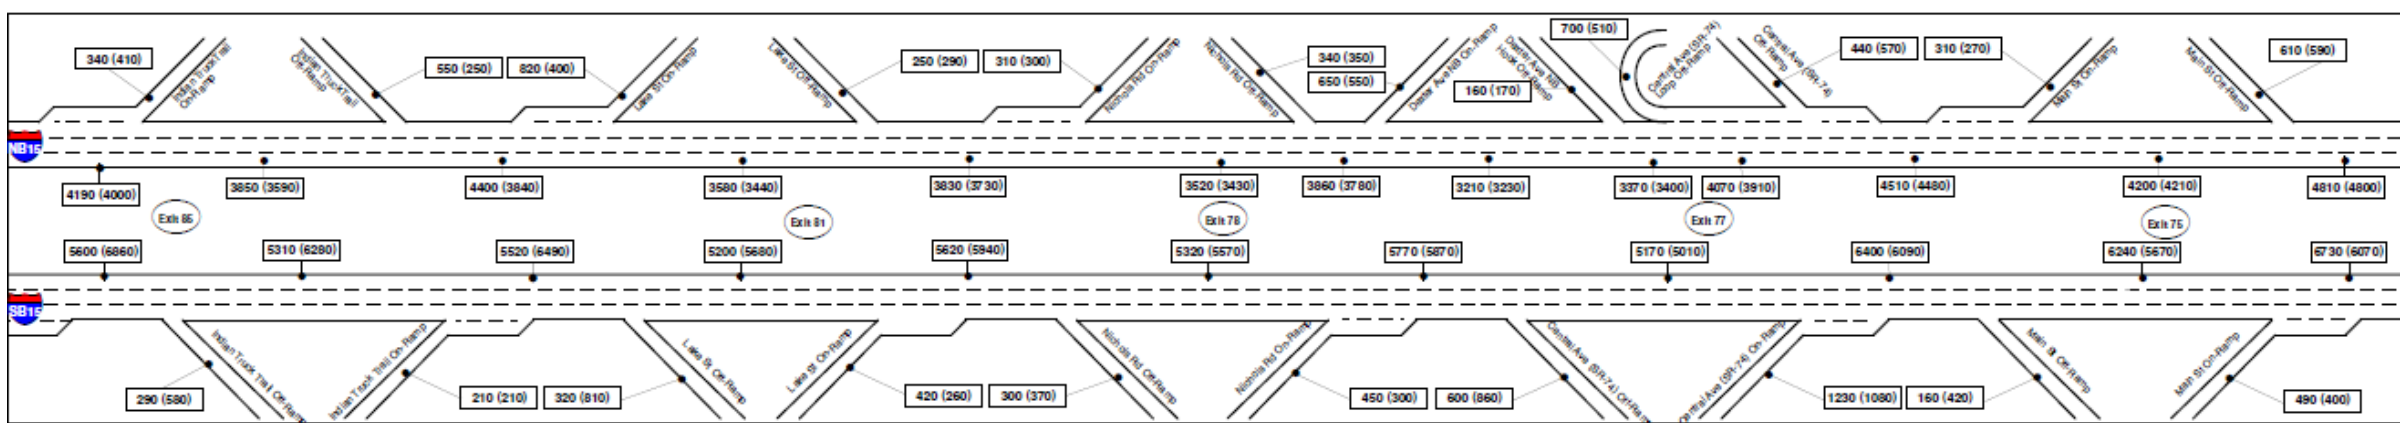 340 (410)
Indian Truck Trail
On-Ramp
Indian Truck Trail
Off-Ramp
550 (250)
820 (400)
Lake St On-Ramp
Lake St Off-Ramp
250 (290)
310 (300)
Nichols Rd On-Ramp
Nichols Rd Off-Ramp
340 (350)
650 (550)
Dexter Ave NB On-Ramp
160 (170)
Dexter Ave NB
Hook Off-Ramp
700 (510)
Central Ave (SR-74)
Loop Off-Ramp
Central Ave (SR-74)
Off-Ramp
440 (570)
310 (270)
Main St On-Ramp
Main St Off-Ramp
610 (590)
NB15
4190 (4000)
3850 (3590)
4400 (3840)
3580 (3440)
3830 (3730)
3520 (3430)
3860 (3780)
3210 (3230)
3370 (3400)
4070 (3910)
4510 (4480)
4200 (4210)
4810 (4800)
Exit 85
Exit 81
Exit 78
Exit 77
Exit 75
5600 (6860)
5310 (6280)
5520 (6490)
5200 (5680)
5620 (5940)
5320 (5570)
5770 (5870)
5170 (5010)
6400 (6090)
6240 (5670)
6730 (6070)
SB15
290 (580)
Indian Truck Trail Off-Ramp
Indian Truck Trail On-Ramp
210 (210)
320 (810)
Lake St Off-Ramp
Lake St On-Ramp
420 (260)
300 (370)
Nichols Rd Off-Ramp
Nichols Rd On-Ramp
450 (300)
600 (860)
Central Ave (SR-74) Off-Ramp
Central Ave (SR-74) On-Ramp
1230 (1080)
160 (420)
Main St Off-Ramp
Main St On-Ramp
490 (400)